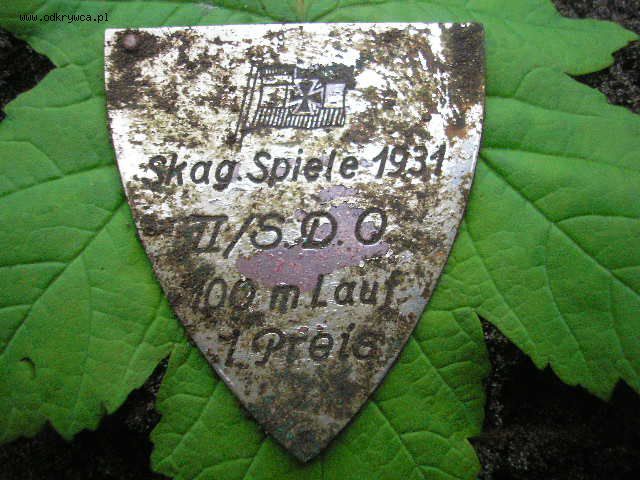 www.odkrywca.pl
Skag. Spiele 1931
II/S.D.O
100 m Lauf
1 Preis